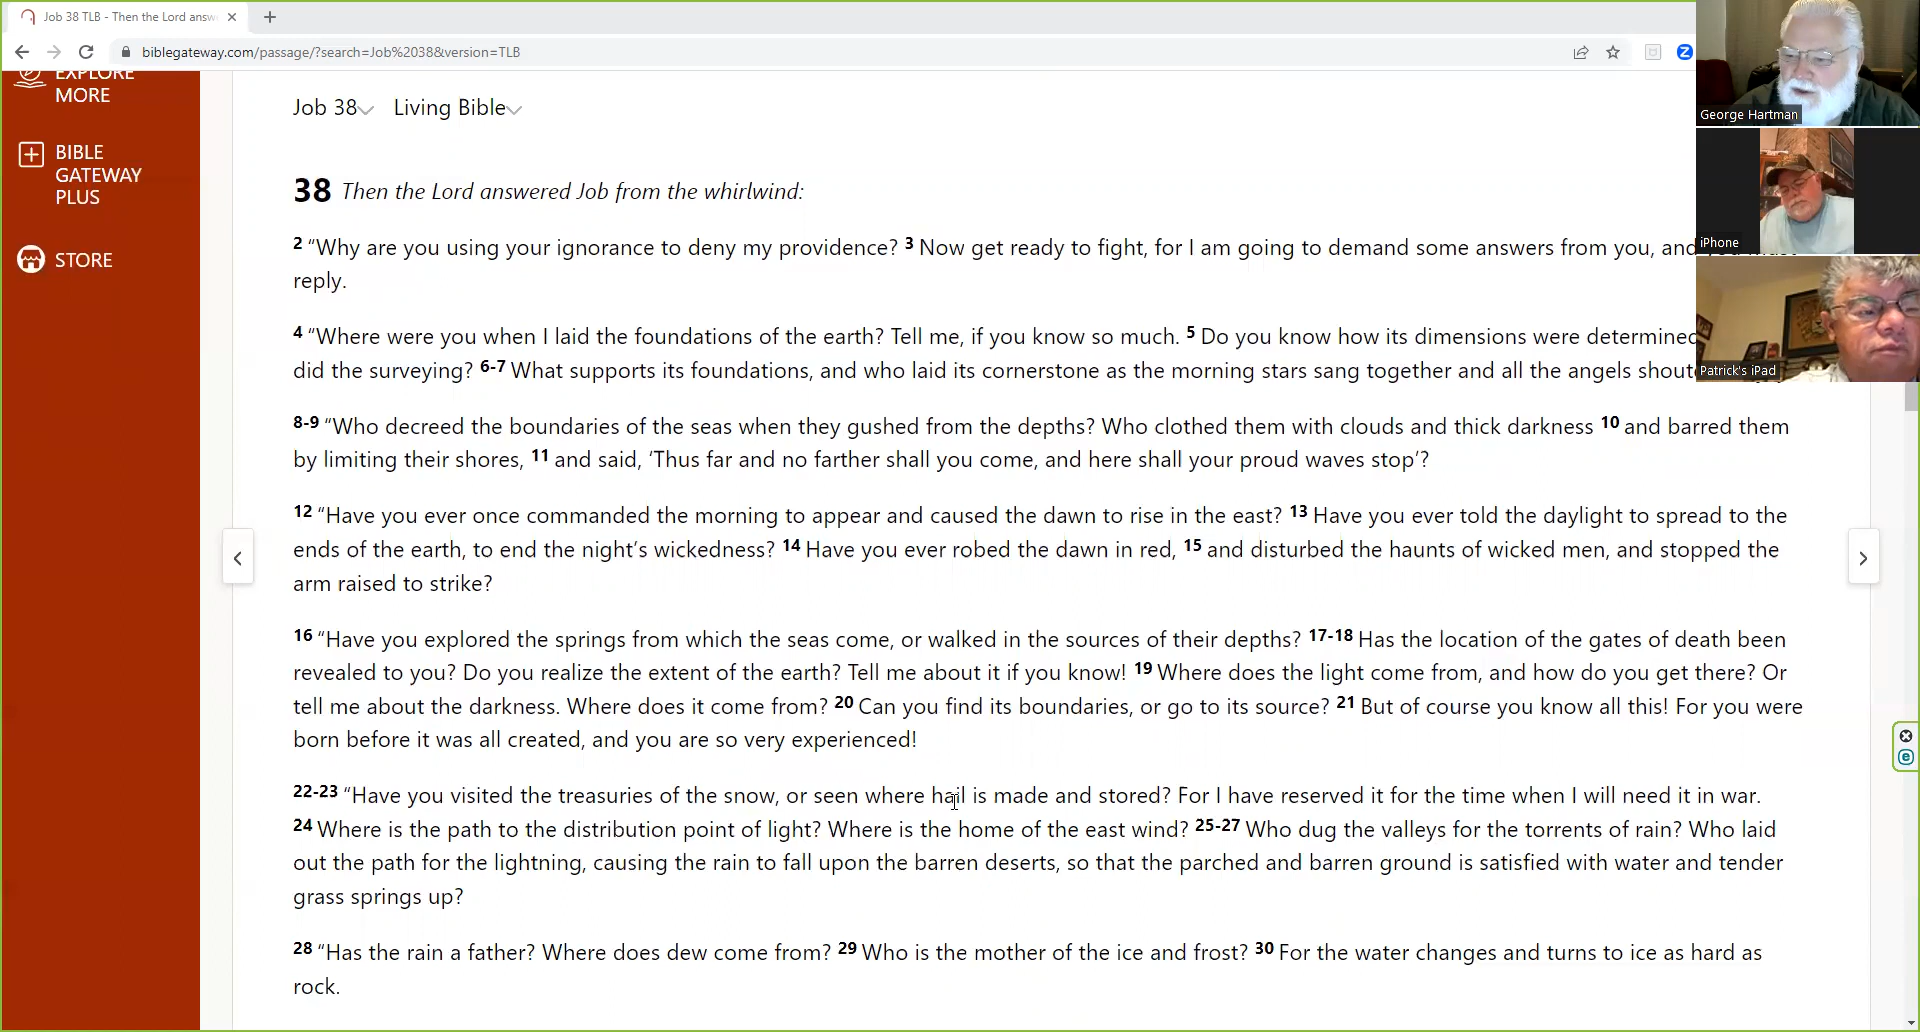 Job 38 TLB - Then the Lord answ
biblegateway.com/passage/?search=Job%2038&version=TLB
EXPLORE
MORE
BIBLE
GATEWAY
PLUS
STORE
Job 38 Living Bible
38 Then the Lord answered Job from the whirlwind:
2 “Why are you using your ignorance to deny my providence? 3 Now get ready to fight, for I am going to demand some answers from you, and
reply.
4 “Where were you when I laid the foundations of the earth? Tell me, if you know so much. 5 Do you know how its dimensions were determined
did the surveying? 6-7 What supports its foundations, and who laid its cornerstone as the morning stars sang together and all the angels shout
8-9 “Who decreed the boundaries of the seas when they gushed from the depths? Who clothed them with clouds and thick darkness 10 and barred them
by limiting their shores, 11 and said, ‘Thus far and no farther shall you come, and here shall your proud waves stop’?
12 “Have you ever once commanded the morning to appear and caused the dawn to rise in the east? 13 Have you ever told the daylight to spread to the
ends of the earth, to end the night’s wickedness? 14 Have you ever robed the dawn in red, 15 and disturbed the haunts of wicked men, and stopped the
arm raised to strike?
16 “Have you explored the springs from which the seas come, or walked in the sources of their depths? 17-18 Has the location of the gates of death been
revealed to you? Do you realize the extent of the earth? Tell me about it if you know! 19 Where does the light come from, and how do you get there? Or
tell me about the darkness. Where does it come from? 20 Can you find its boundaries, or go to its source? 21 But of course you know all this! For you were
born before it was all created, and you are so very experienced!
22-23 “Have you visited the treasuries of the snow, or seen where hail is made and stored? For I have reserved it for the time when I will need it in war.
24 Where is the path to the distribution point of light? Where is the home of the east wind? 25-27 Who dug the valleys for the torrents of rain? Who laid
out the path for the lightning, causing the rain to fall upon the barren deserts, so that the parched and barren ground is satisfied with water and tender
grass springs up?
28 “Has the rain a father? Where does dew come from? 29 Who is the mother of the ice and frost? 30 For the water changes and turns to ice as hard as
rock.
George Hartman
iPhone
Patrick's iPad